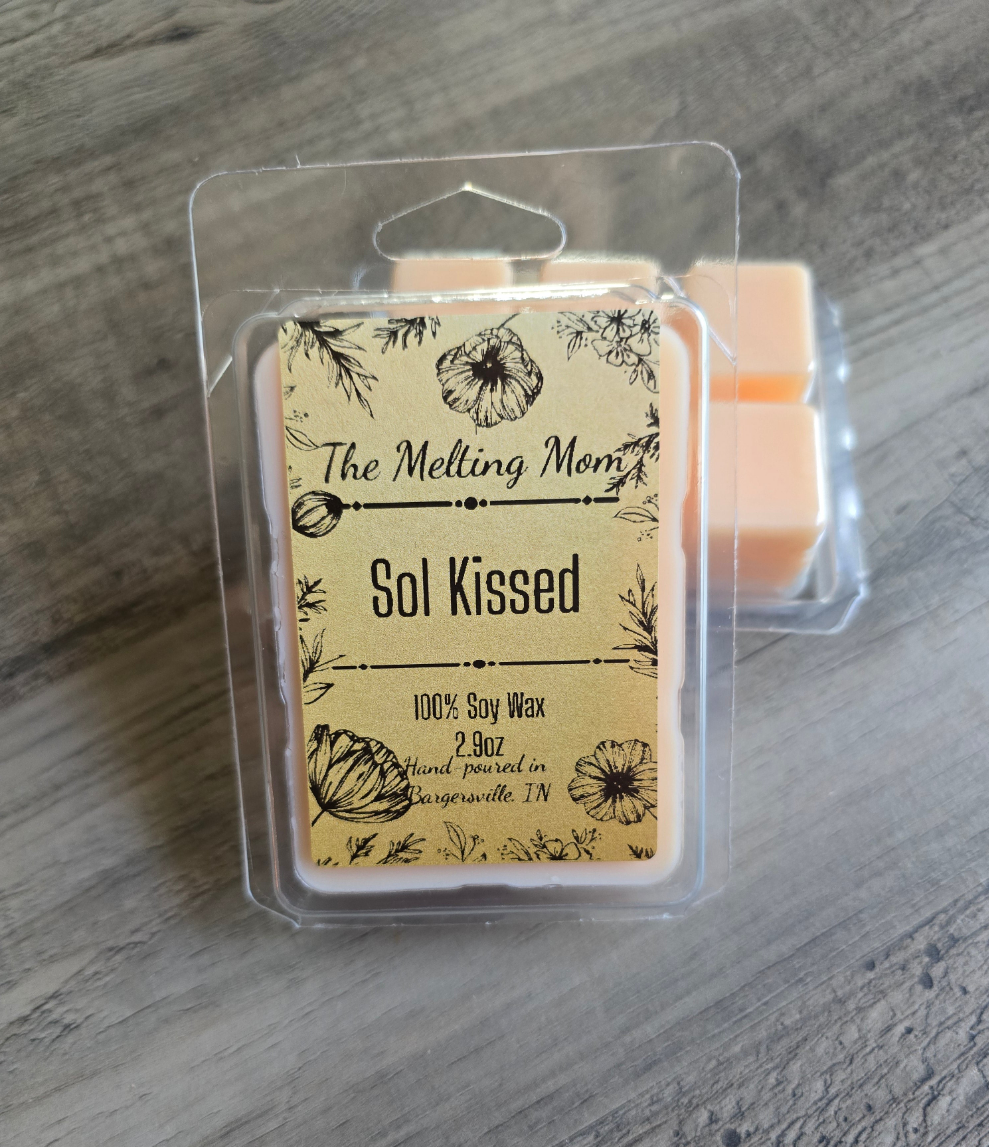 The Melting Mom
Sol Kissed
100% Soy Wax
2.9oz
Hand-poured in
Bargersville, IN